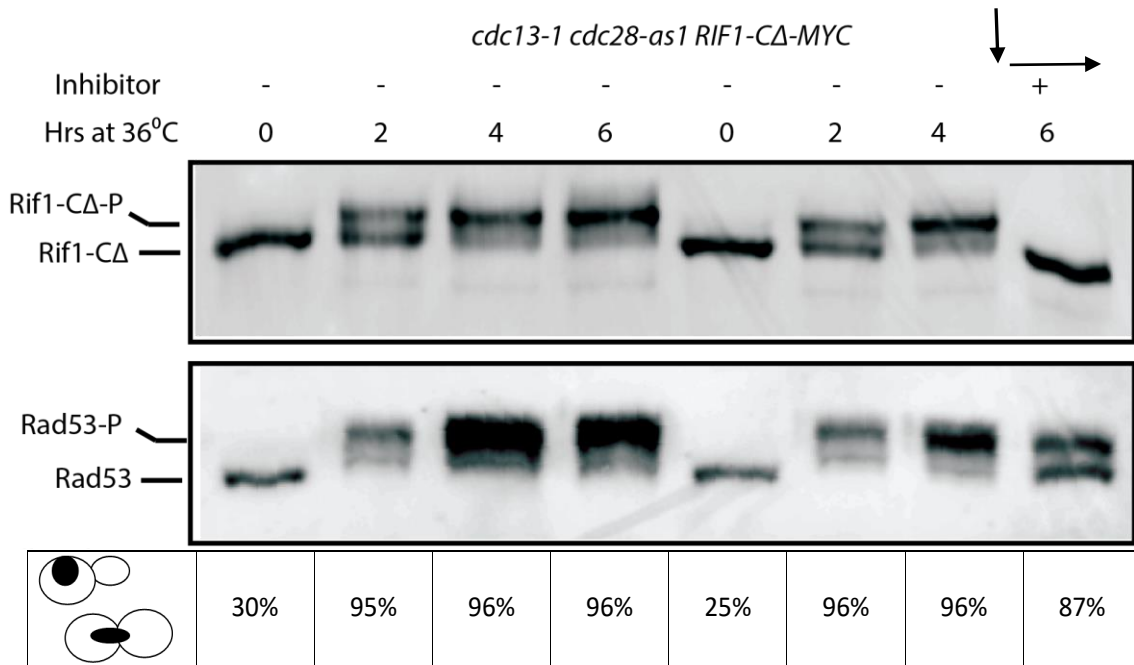 cdc13-1 cdc28-as1 RIF1-CΔ-MYC
Inhibitor - - - - - - - +
Hrs at 36⁰C 0 2 4 6 0 2 4 6
Rif1-CΔ-P
Rif1-CΔ
Rad53-P
Rad53
30% 95% 96% 96% 25% 96% 96% 87%